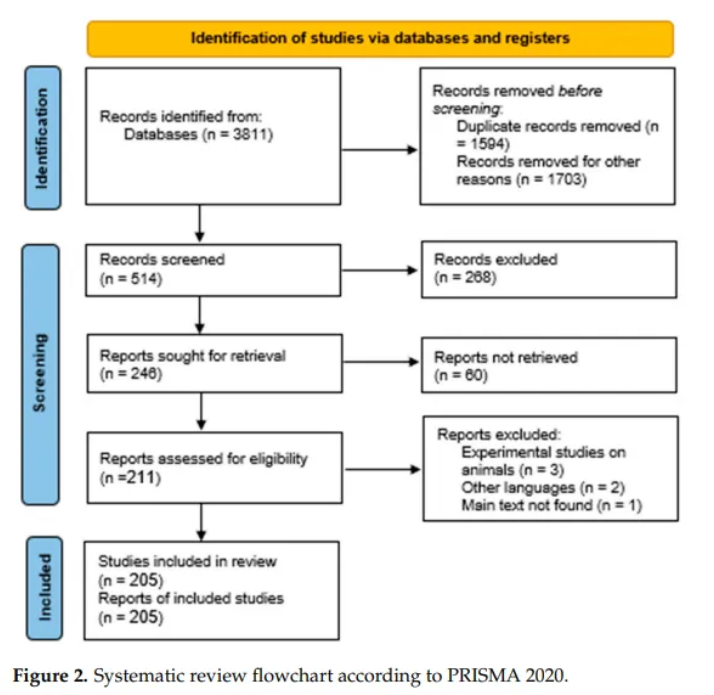 Identification of studies via databases and registers
Identification
Records identified from:
Databases (n = 3811)
Records removed before
screening:
Duplicate records removed (n
= 1594)
Records removed for other
reasons (n = 1703)
Screening
Records screened
(n = 514)
Records excluded
(n = 268)
Reports sought for retrieval
(n = 246)
Reports not retrieved
(n = 60)
Reports assessed for eligibility
(n =211)
Reports excluded:
Experimental studies on
animals (n = 3)
Other languages (n = 2)
Main text not found (n = 1)
Included
Studies included in review
(n = 205)
Reports of included studies
(n = 205)
Figure 2. Systematic review flowchart according to PRISMA 2020.